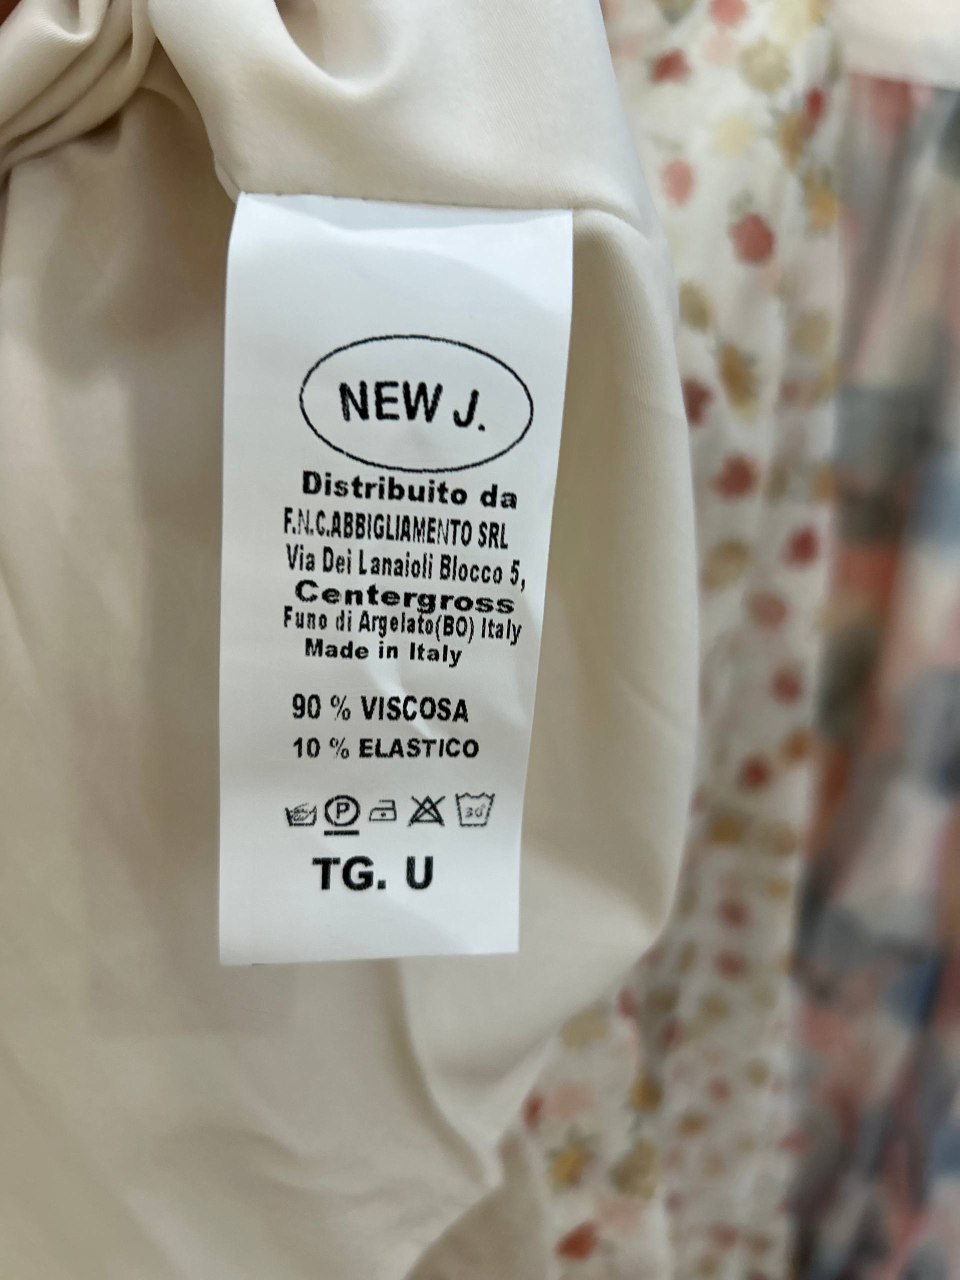 NEW J.
Distribuito da
F.N.C.ABBIGLIAMENTO SRL
Via Dei Lanaioli Blocco 5,
Centergross
Funo di Argelato(BO) Italy
Made in Italy
90 % VISCOSA
10 % ELASTICO
P 30°
TG. U